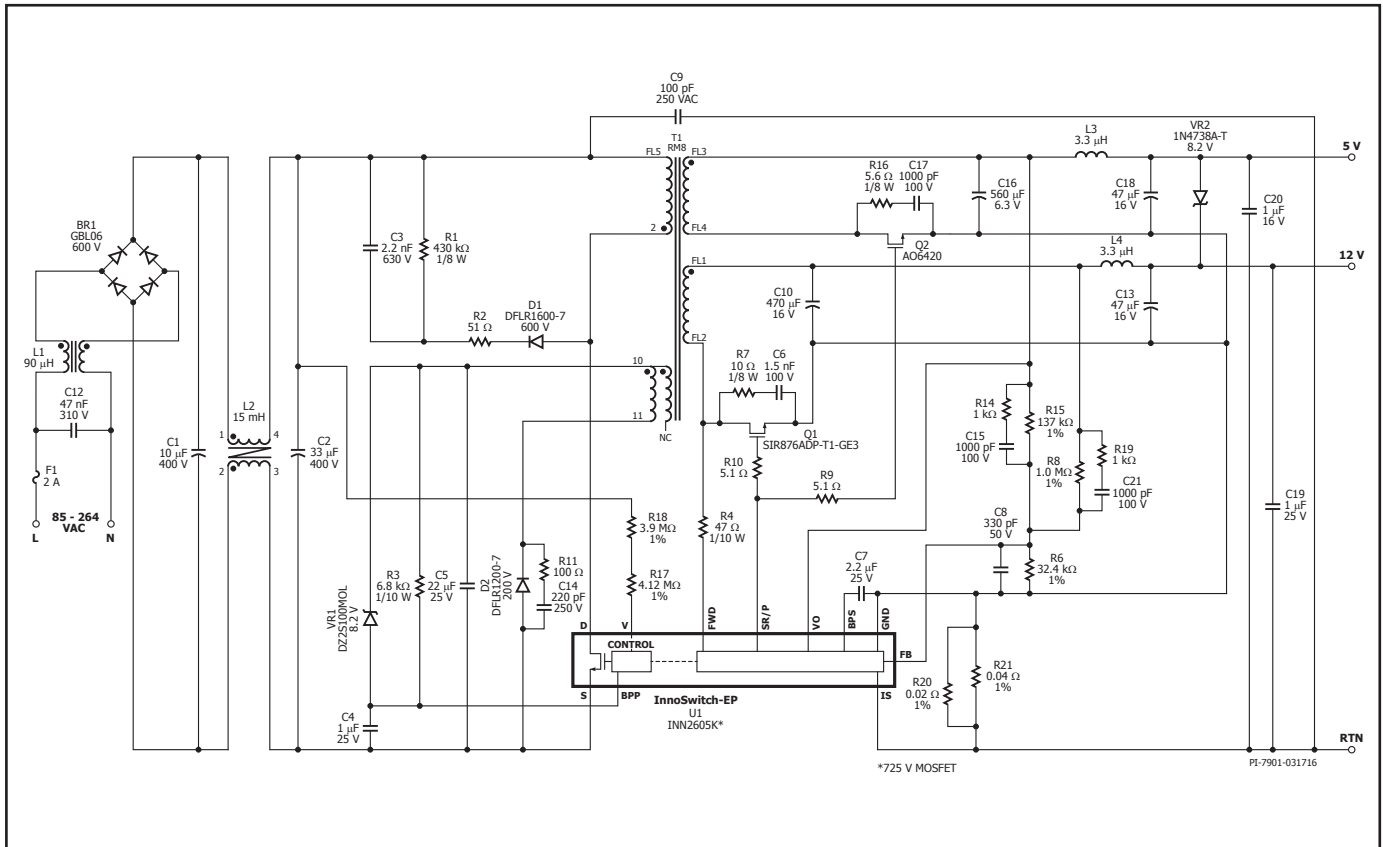 C9
100 pF
250 VAC
T1
RM8
FL5
FL3
2
FL4
FL1
FL2
10
11
NC
L3
3.3 µH
VR2
1N4738A-T
8.2 V
5 V
R16
5.6 Ω
1/8 W
C17
1000 pF
100 V
C16
560 µF
6.3 V
C18
47 µF
16 V
C20
1 µF
16 V
Q2
AO6420
L4
3.3 µH
12 V
BR1
GBL06
600 V
C3
2.2 nF
630 V
R1
430 kΩ
1/8 W
R2
51 Ω
D1
DFLR1600-7
600 V
C10
470 µF
16 V
C13
47 µF
16 V
L1
90 µH
C12
47 nF
310 V
F1
2 A
85 - 264
VAC
L
N
C1
10 µF
400 V
L2
15 mH
1
4
2
3
C2
33 µF
400 V
R7
10 Ω
1/8 W
C6
1.5 nF
100 V
Q1
SIR876ADP-T1-GE3
R10
5.1 Ω
R9
5.1 Ω
R14
1 kΩ
C15
1000 pF
100 V
R15
137 kΩ
1%
R8
1.0 MΩ
1%
R19
1 kΩ
C21
1000 pF
100 V
C19
1 µF
25 V
R18
3.9 MΩ
1%
R17
4.12 MΩ
1%
R4
47 Ω
1/10 W
C8
330 pF
50 V
R6
32.4 kΩ
1%
C7
2.2 µF
25 V
VR1
DZ2S100MOL
8.2 V
R3
6.8 kΩ
1/10 W
C5
22 µF
25 V
D2
DFLR1200-7
200 V
R11
100 Ω
C14
220 pF
250 V
D
V
FWD
SR/P
VO
BPS
GND
CONTROL
FB
S
BPP
IS
InnoSwitch-EP
U1
INN2605K*
R20
0.02 Ω
1%
R21
0.04 Ω
1%
C4
1 µF
25 V
RTN
*725 V MOSFET
PI-7901-031716